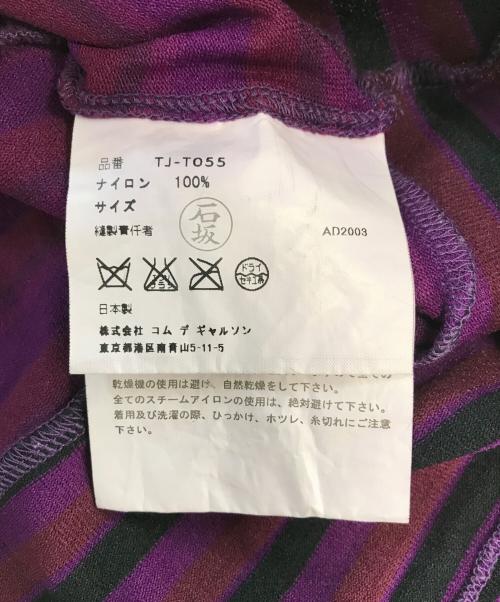 品番 TJ-T055
ナイロン 100%
サイズ
縫製責任者 石坂 AD2003
エンソサラシ
ドライ
セキユ系
日本製
株式会社 コム デ ギャルソン
東京都港区南青山5-11-5
乾燥機の使用は避け、自然乾燥をして下さい。
全てのスチームアイロンの使用は、絶対避けて下さい。
着用及び洗濯の際、ひっかけ、ホツレ、糸切れにご注意
下さい。